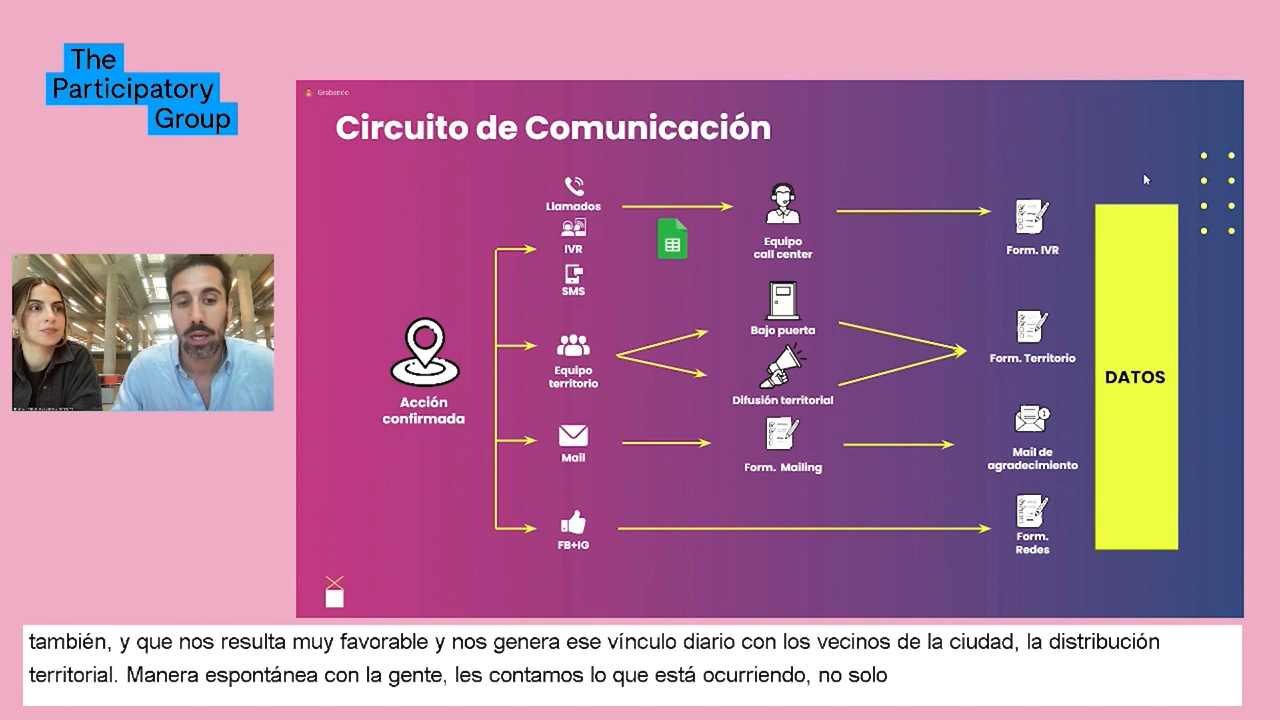 The
Participatory
Group
Grabando
Circuito de Comunicación
Llamados
IVR
SMS
Equipo
call center
Form. IVR
Acción
confirmada
Equipo
territorio
Bajo puerta
Difusión territorial
Form. Territorio
Mail
Form. Mailing
Mail de
agradecimiento
FB+IG
Form.
Redes
DATOS
también, y que nos resulta muy favorable y nos genera ese vínculo diario con los vecinos de la ciudad, la distribución
territorial. Manera espontánea con la gente, les contamos lo que está ocurriendo, no solo